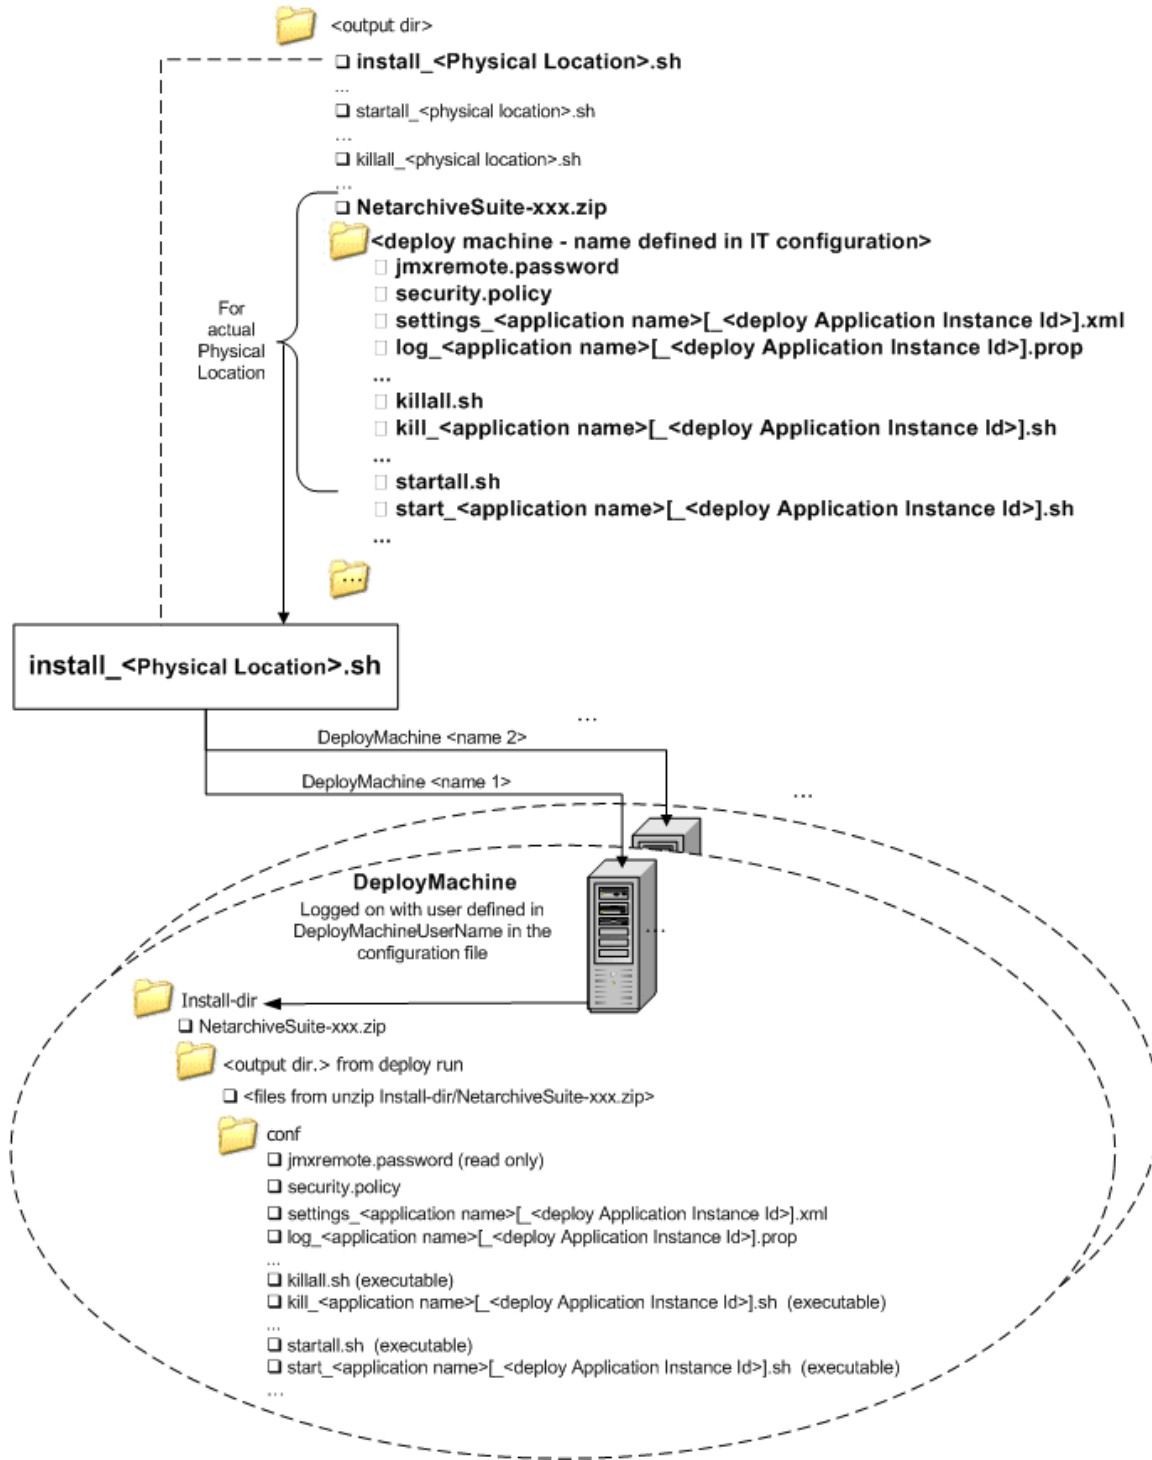 <output dir>
install_<Physical Location>.sh
...
startall_<physical location>.sh
...
killall_<physical location>.sh
...
NetarchiveSuite-xxx.zip
<deploy machine - name defined in IT configuration>
jmxremote.password
security.policy
settings_<application name>[_<deploy Application Instance Id>].xml
log_<application name>[_<deploy Application Instance Id>].prop
...
killall.sh
kill_<application name>[_<deploy Application Instance Id>].sh
...
startall.sh
start_<application name>[_<deploy Application Instance Id>].sh
...
...
For
actual
Physical
Location
install_<Physical Location>.sh
...
DeployMachine <name 2>
DeployMachine <name 1>
...
DeployMachine
Logged on with user defined in
DeployMachineUserName in the
configuration file
...
Install-dir
NetarchiveSuite-xxx.zip
<output dir.> from deploy run
<files from unzip Install-dir/NetarchiveSuite-xxx.zip>
conf
jmxremote.password (read only)
security.policy
settings_<application name>[_<deploy Application Instance Id>].xml
log_<application name>[_<deploy Application Instance Id>].prop
...
killall.sh (executable)
kill_<application name>[_<deploy Application Instance Id>].sh (executable)
...
startall.sh (executable)
start_<application name>[_<deploy Application Instance Id>].sh (executable)
...